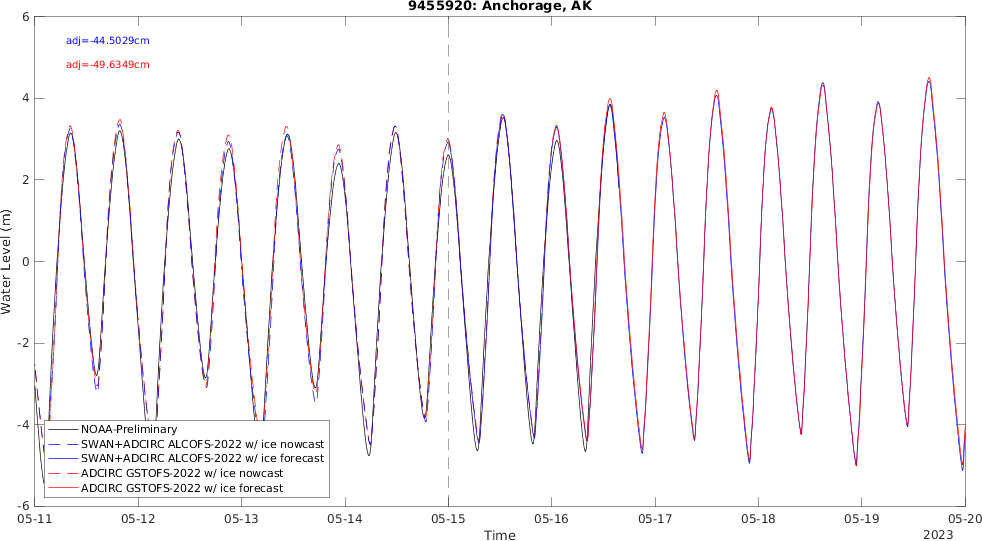 9455920: Anchorage, AK
adj=-44.5029cm
adj=-49.6349cm
Water Level (m)
6
4
2
0
-2
-4
-6
NOAA-Preliminary
SWAN+ADCIRC ALCOFS-2022 w/ ice nowcast
SWAN+ADCIRC ALCOFS-2022 w/ ice forecast
ADCIRC GSTOFS-2022 w/ ice nowcast
ADCIRC GSTOFS-2022 w/ ice forecast
05-11 05-12 05-13 05-14 05-15 05-16 05-17 05-18 05-19 05-20
Time
2023